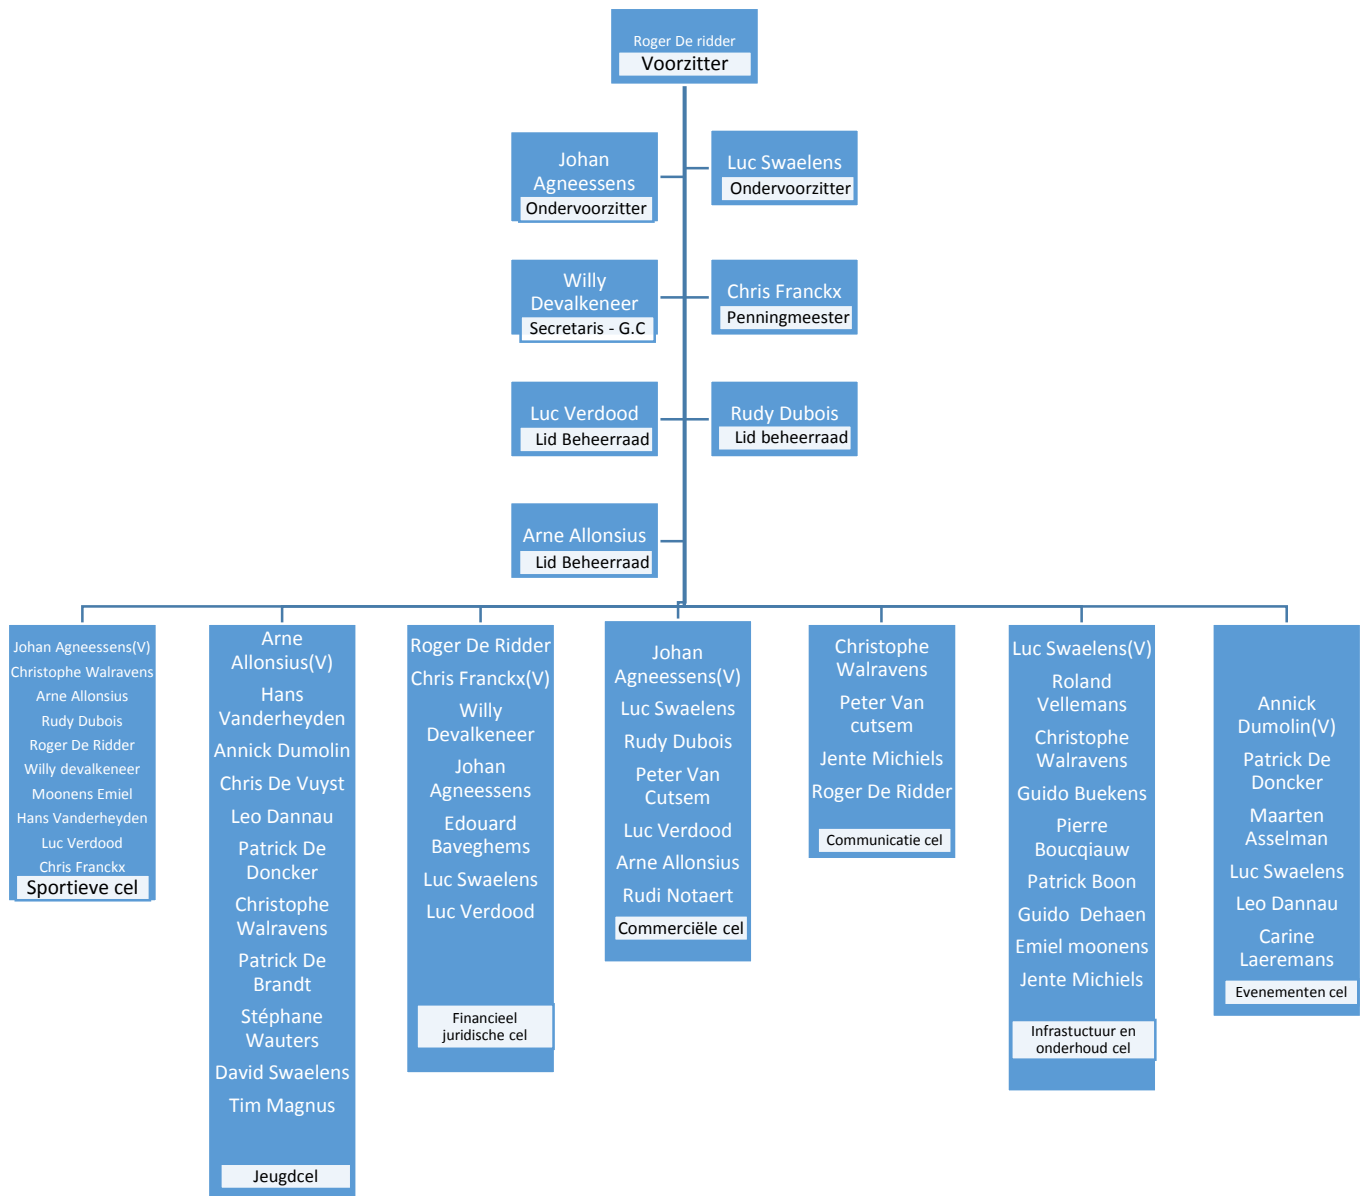 Roger De ridder
Voorzitter
Johan
Agneessens
Ondervoorzitter
Luc Swaelens
Ondervoorzitter
Willy
Devalkeneer
Secretaris - G.C
Chris Franckx
Penningmeester
Luc Verdood
Lid Beheerraad
Rudy Dubois
Lid beheerraad
Arne Allonsius
Lid Beheerraad
Johan Agneessens(V)
Christophe Walravens
Arne Allonsius
Rudy Dubois
Roger De Ridder
Willy devalkeneer
Moonens Emiel
Hans Vanderheyden
Luc Verdood
Chris Franckx
Sportieve cel
Arne
Allonsius(V)
Hans
Vanderheyden
Annick Dumolin
Chris De Vuyst
Leo Dannau
Patrick De
Doncker
Christophe
Walravens
Patrick De
Brandt
Stéphane
Wauters
David Swaelens
Tim Magnus
Jeugdcel
Roger De Ridder
Chris Franckx(V)
Willy
Devalkeneer
Johan
Agneessens
Edouard
Baveghems
Luc Swaelens
Luc Verdood
Financieel
juridische cel
Johan
Agneessens(V)
Luc Swaelens
Rudy Dubois
Peter Van
Cutsem
Luc Verdood
Arne Allonsius
Rudi Notaert
Commerciële cel
Christophe
Walravens
Peter Van
cutsem
Jente Michiels
Roger De Ridder
Communicatie cel
Luc Swaelens(V)
Roland
Vellemans
Christophe
Walravens
Guido Buekens
Pierre
Boucqiauw
Patrick Boon
Guido  Dehaen
Emiel moonens
Jente Michiels
Infrastuctuur en
onderhoud cel
Annick
Dumolin(V)
Patrick De
Doncker
Maarten
Asselman
Luc Swaelens
Leo Dannau
Carine
Laeremans
Evenementen cel